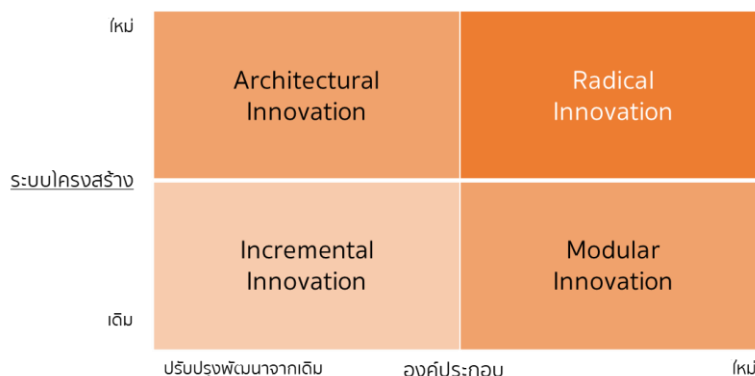 ใหม่
Architectural
Innovation
Radical
Innovation
ระบบโครงสร้าง
Incremental
Innovation
Modular
Innovation
เดิม
ปรับปรุงพัฒนาจากเดิม
องค์ประกอบ
ใหม่